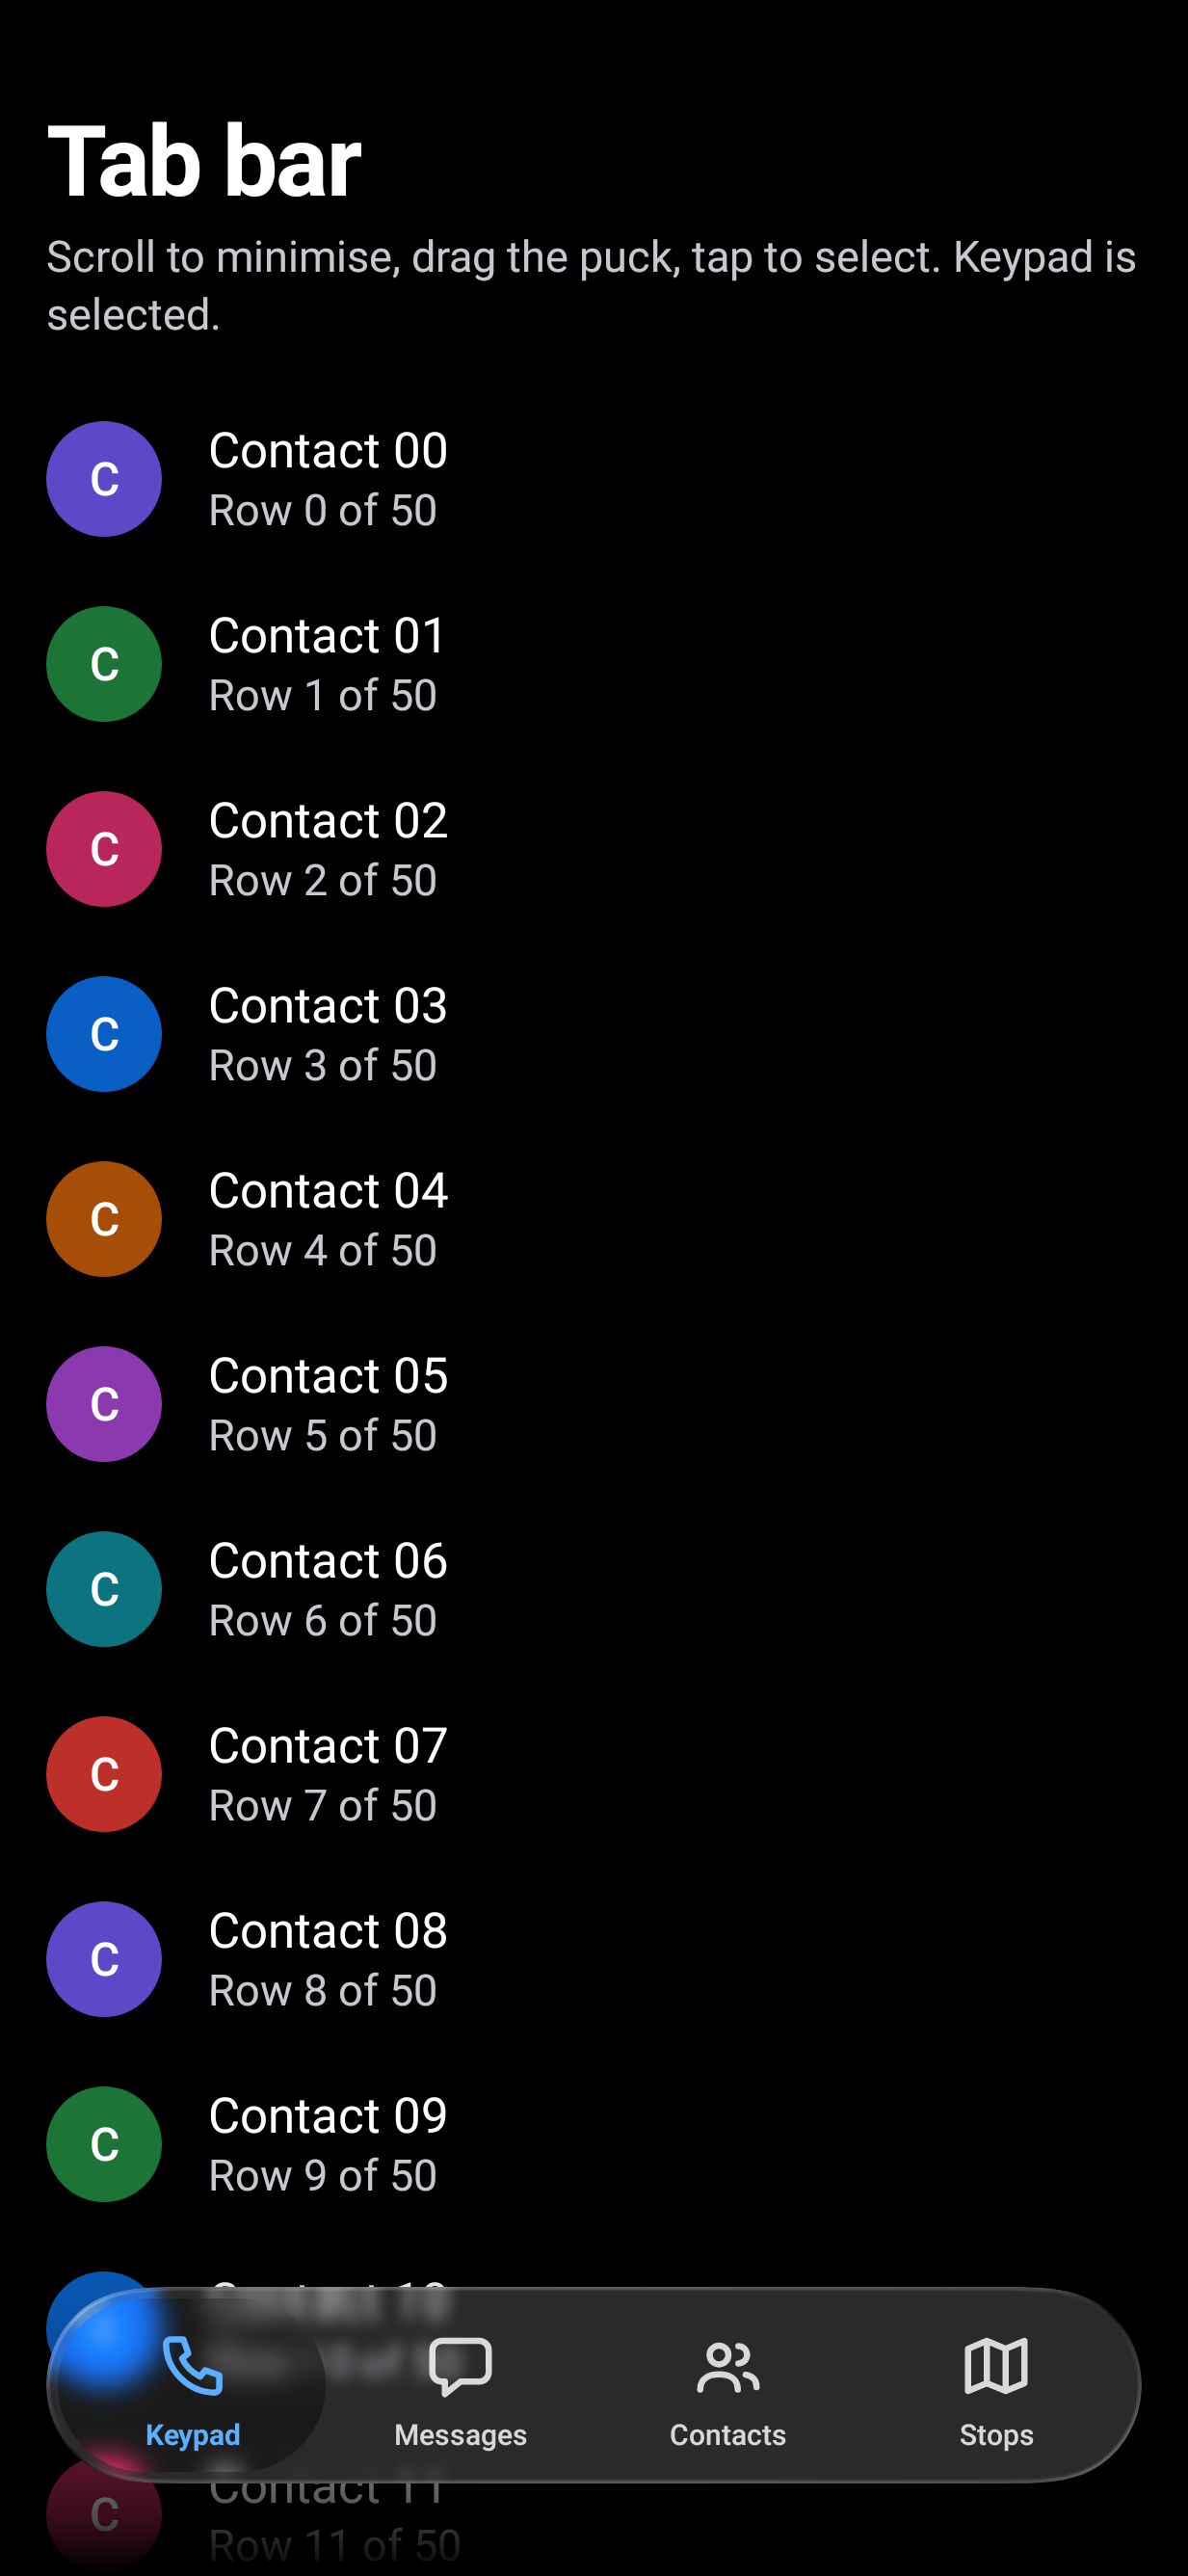 Tab bar
Scroll to minimise, drag the puck, tap to select. Keypad is
selected.
C
Contact 00
Row 0 of 50
C
Contact 01
Row 1 of 50
C
Contact 02
Row 2 of 50
C
Contact 03
Row 3 of 50
C
Contact 04
Row 4 of 50
C
Contact 05
Row 5 of 50
C
Contact 06
Row 6 of 50
C
Contact 07
Row 7 of 50
C
Contact 08
Row 8 of 50
C
Contact 09
Row 9 of 50
Contact 10
Keypad
Messages
Contacts
Stops
C
Contact 11
Row 11 of 50